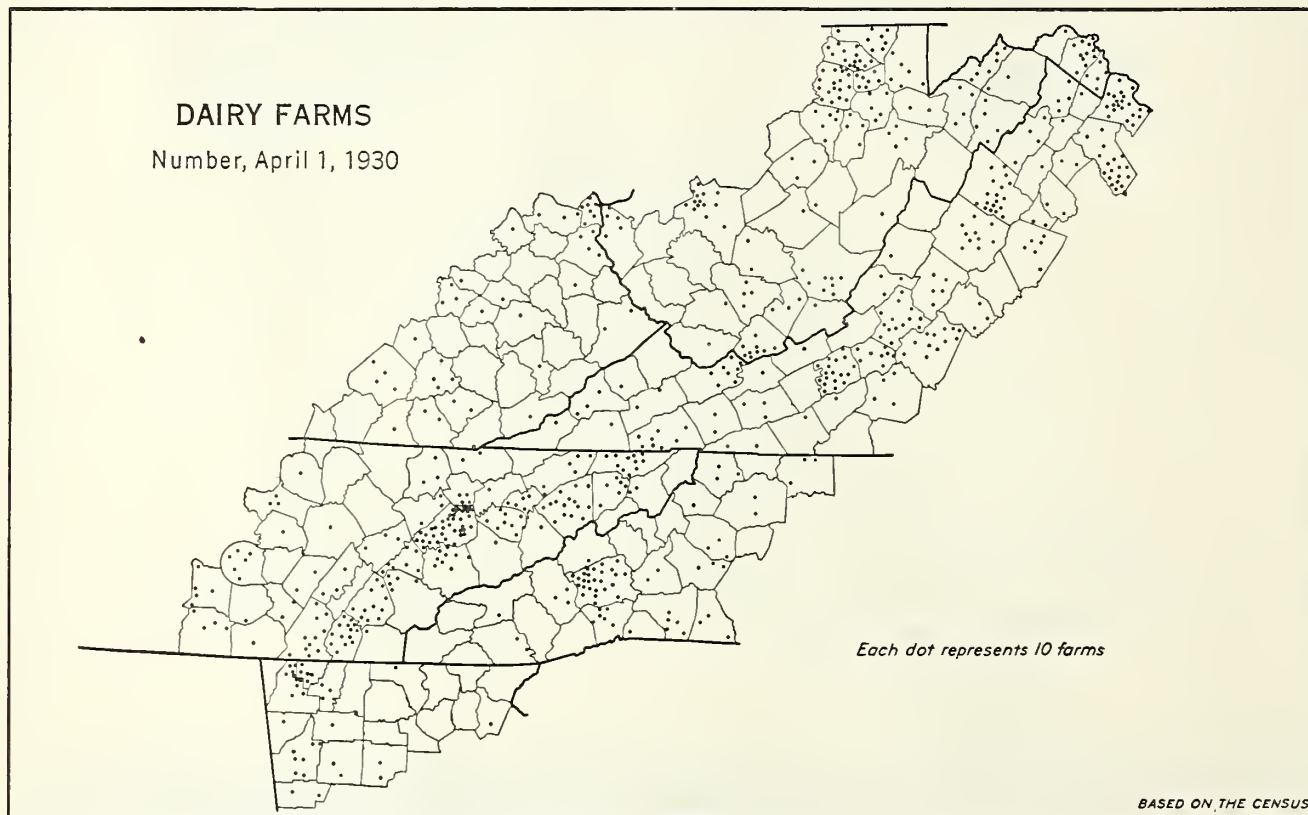 DAIRY FARMS
Number, April 1, 1930
Each dot represents 10 farms
BASED ON THE CENSUS